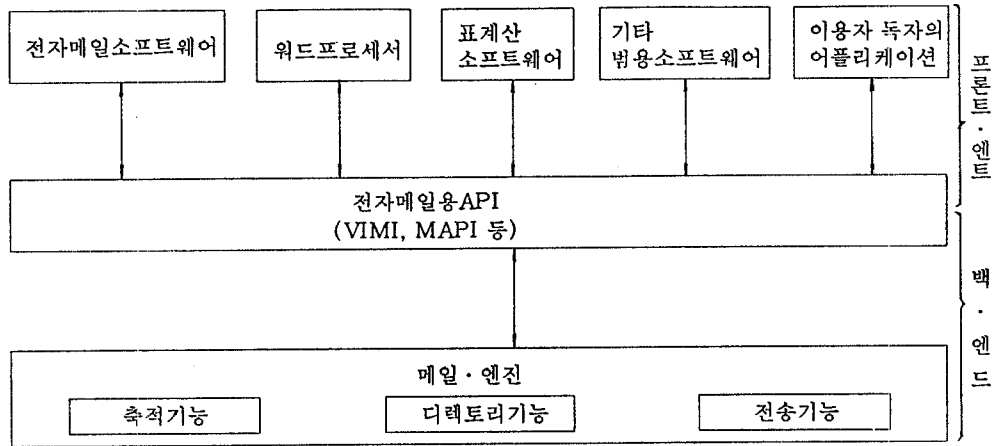 전자메일소프트웨어
워드프로세서
표계산
소프트웨어
기타
범용소프트웨어
이용자 독자의
어플리케이션
프론트·엔트
전자메일용API
(VIMI, MAPI 등)
백·엔드
메일·엔진
축적기능
디렉토리기능
전송기능